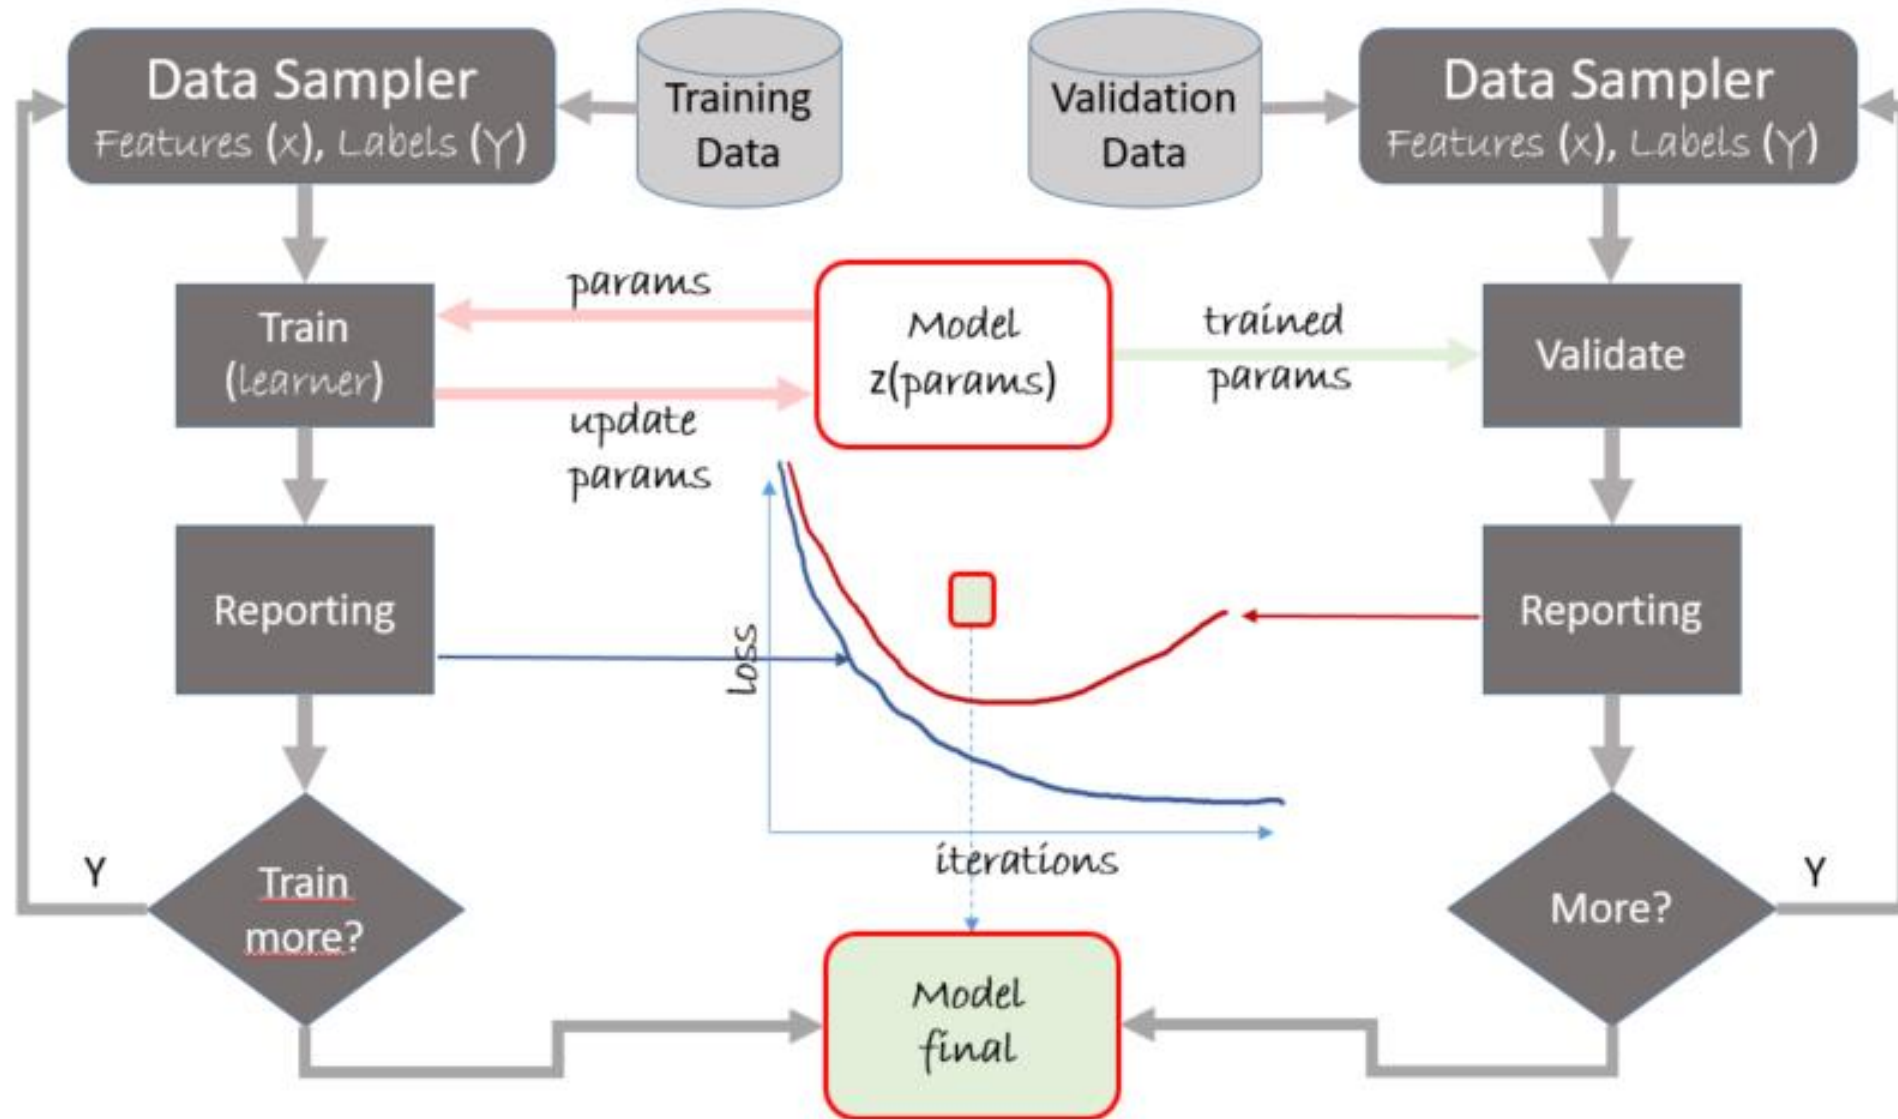 Data Sampler
Features (x), Labels (Y)
Training
Data
Validation
Data
Data Sampler
Features (x), Labels (Y)
params
Train
(learner)
update
params
Model
z(params)
trained
params
Validate
Reporting
loss
iterations
Reporting
Y
Train
more?
More?
Y
Model
final